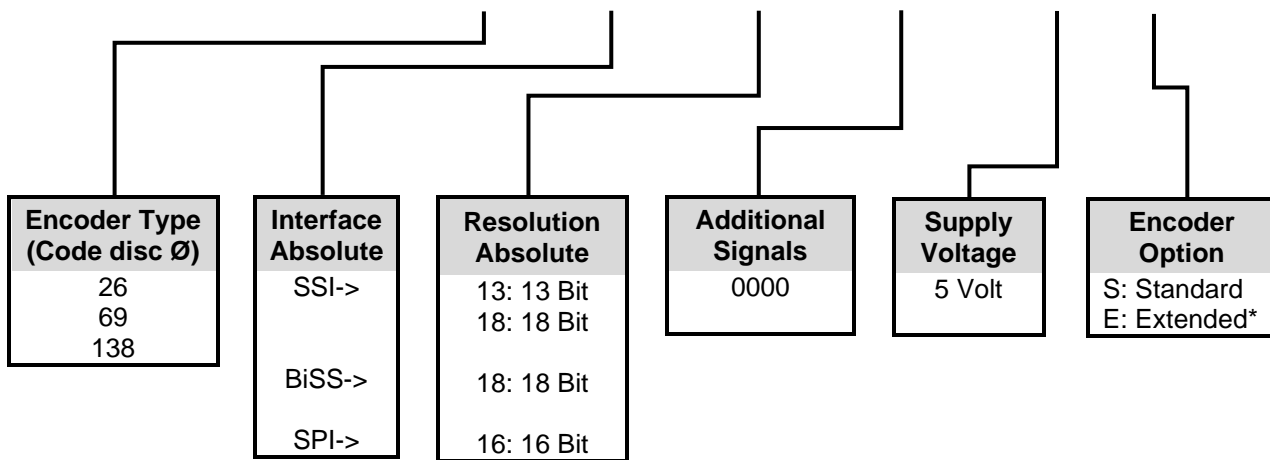 Encoder Type
(Code disc Ø)
26
69
138
Interface
Absolute
SSI->
BiSS->
SPI->
Resolution
Absolute
13: 13 Bit
18: 18 Bit
18: 18 Bit
16: 16 Bit
Additional
Signals
0000
Supply
Voltage
5 Volt
Encoder
Option
S: Standard
E: Extended*